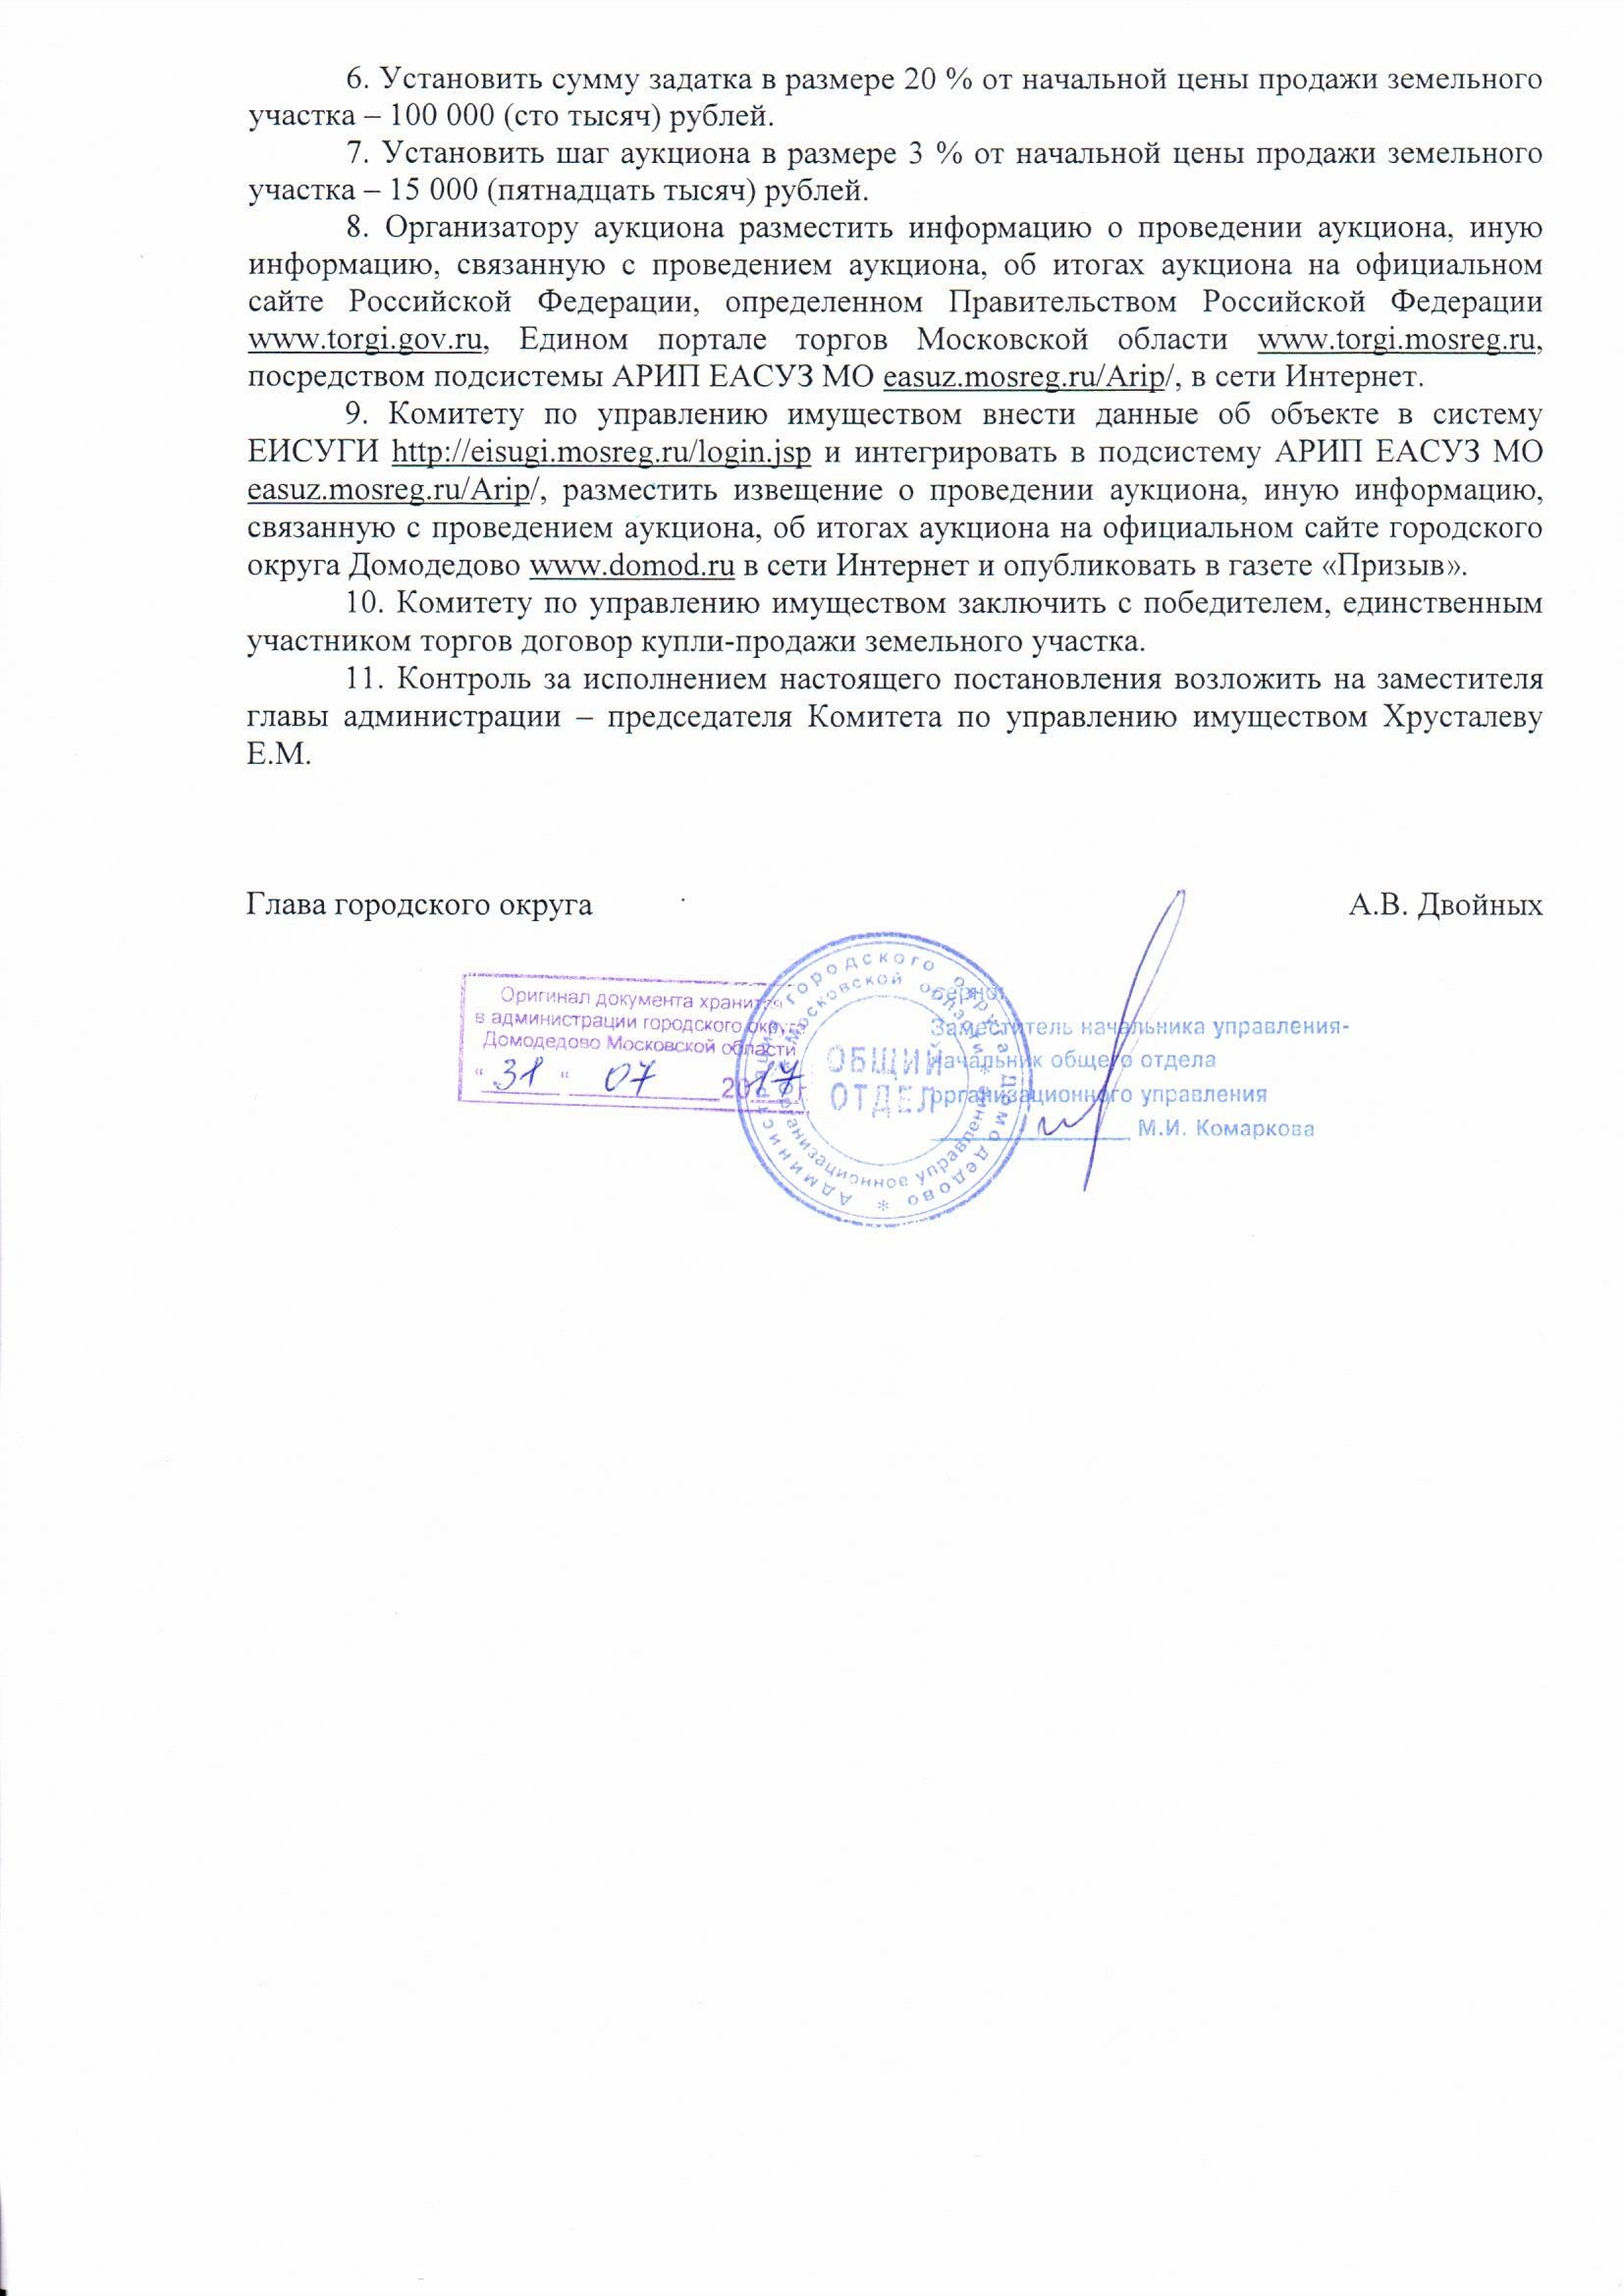 6. Установить сумму задатка в размере 20 % от начальной цены продажи земельного
участка – 100 000 (сто тысяч) рублей.
7. Установить шаг аукциона в размере 3 % от начальной цены продажи земельного
участка – 15 000 (пятнадцать тысяч) рублей.
8. Организатору аукциона разместить информацию о проведении аукциона, иную
информацию, связанную с проведением аукциона, об итогах аукциона на официальном
сайте Российской Федерации, определенном Правительством Российской Федерации
www.torgi.gov.ru, Едином портале торгов Московской области www.torgi.mosreg.ru,
посредством подсистемы АРИП ЕАСУЗ МО easuz.mosreg.ru/Arip/, в сети Интернет.
9. Комитету по управлению имуществом внести данные об объекте в систему
ЕИСУГИ http://eisugi.mosreg.ru/login.jsp и интегрировать в подсистему АРИП ЕАСУЗ МО
easuz.mosreg.ru/Arip/, разместить извещение о проведении аукциона, иную информацию,
связанную с проведением аукциона, об итогах аукциона на официальном сайте городского
округа Домодедово www.domod.ru в сети Интернет и опубликовать в газете «Призыв».
10. Комитету по управлению имуществом заключить с победителем, единственным
участником торгов договор купли-продажи земельного участка.
11. Контроль за исполнением настоящего постановления возложить на заместителя
главы администрации – председателя Комитета по управлению имуществом Хрусталеву
Е.М.
Глава городского округа А.В. Двойных
Оригинал документа хранится
в администрации городского округа
Домодедово Московской области
“ 31 “ 07 2017 г
Администрация городского округа Домодедово *
Московской области * Организационное управление *
ОБЩИЙ
ОТДЕЛ
Верно:
Заместитель начальника управления-
начальник общего отдела
организационного управления
М.И. Комаркова